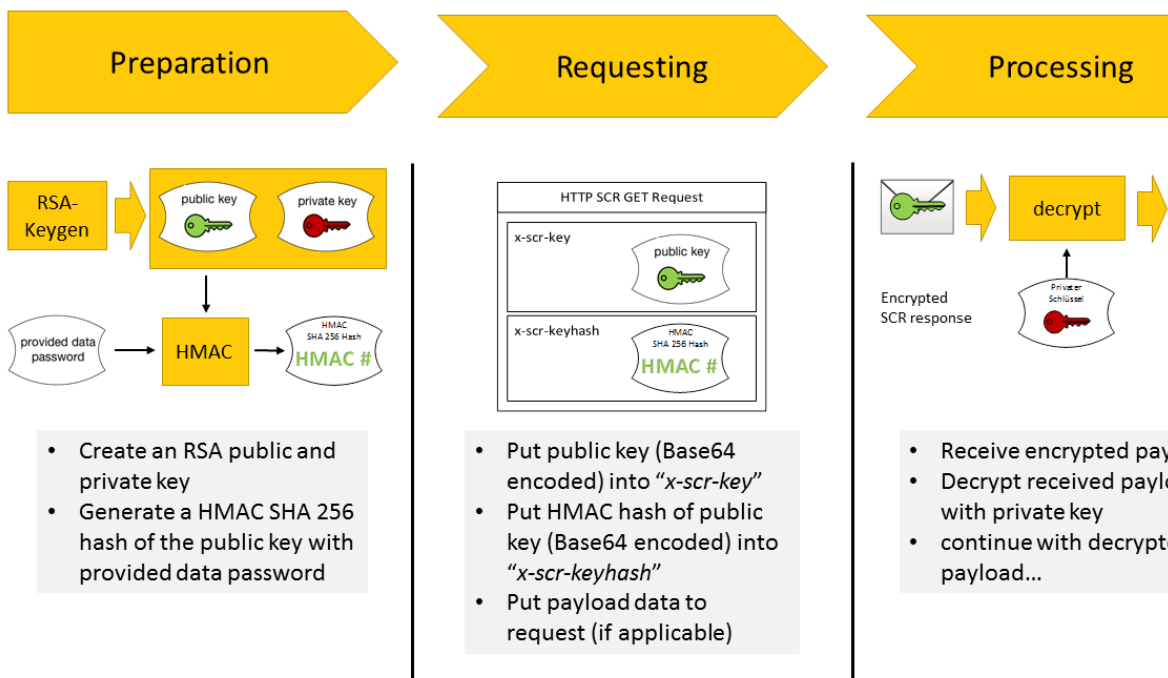 Preparation
Requesting
Processing
RSA-
Keygen
public key
private key
provided data
password
HMAC
HMAC
SHA 256 Hash
HMAC #
HTTP SCR GET Request
x-scr-key
public key
x-scr-keyhash
HMAC
SHA 256 Hash
HMAC #
decrypt
Encrypted
SCR response
Privater
Schlüssel
• Create an RSA public and
private key
• Generate a HMAC SHA 256
hash of the public key with
provided data password
• Put public key (Base64
encoded) into “x-scr-key”
• Put HMAC hash of public
key (Base64 encoded) into
“x-scr-keyhash”
• Put payload data to
request (if applicable)
• Receive encrypted pay
• Decrypt received paylo
with private key
• continue with decrypt
payload...